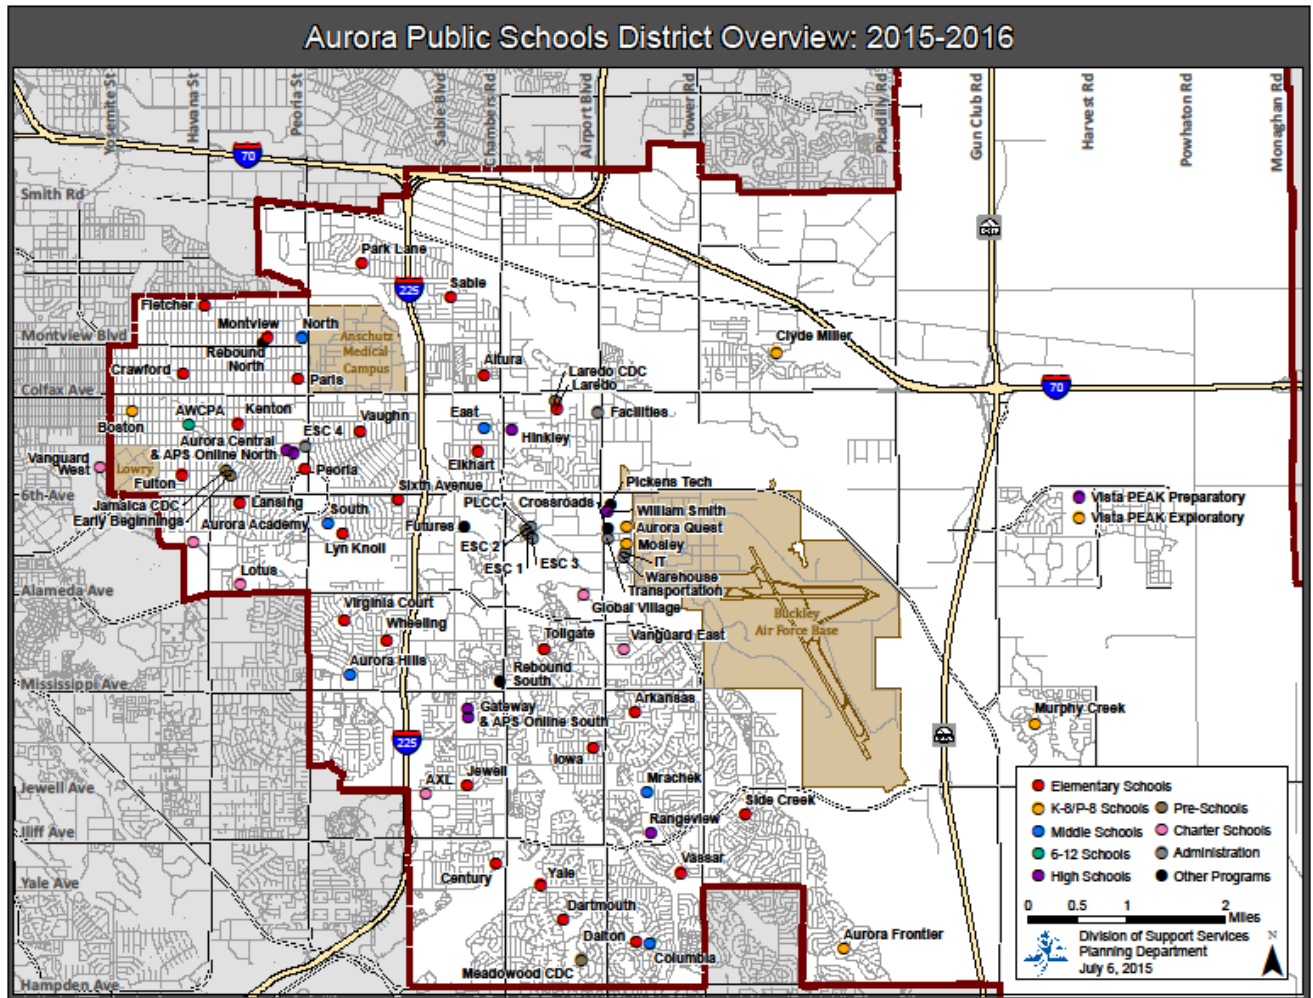 Aurora Public Schools District Overview: 2015-2016
Yosemite St
Havana St
Peoria St
Sable Blvd
Chambers Rd
Airport Blvd
Tower Rd
Picadilly Rd
Gun Club Rd
Harvest Rd
Powhaton Rd
Monaghan Rd
70
Smith Rd
Park Lane
225
Sable
Fletcher
Montview
North
Montview Blvd
Rebound
North
Anschutz
Medical
Campus
Clyde Miller
Crawford
Paris
Altura
Laredo CDC
Laredo
70
Colfax Ave
Boston
AWCPA
Kenton
Vaughn
East
Facilities
ESC 4
Hinkley
Aurora Central
& APS Online North
Vanguard
West
Lowry
Fulton
Peoria
Elkhart
6th Ave
Jamaica CDC
Early Beginnings
Lansing
Sixth Avenue
PLCC
Crossroads
Pickens Tech
Vista PEAK Preparatory
Vista PEAK Exploratory
Aurora Academy
South
Futures
William Smith
Aurora Quest
Lyn Knoll
ESC 2
Mosley
ESC 1
ESC 3
IT
Lotus
Warehouse
Transportation
Alameda Ave
Virginia Court
Global Village
Buckley
Air Force Base
Wheeling
Tollgate
Vanguard East
Aurora Hills
Rebound
South
Mississippi Ave
Gateway
& APS Online South
Arkansas
Murphy Creek
225
Iowa
AXL
Jewell
Mrachek
Jewell Ave
Side Creek
Rangeview
Iliff Ave
Century
Yale
Vassar
Yale Ave
Dartmouth
Dalton
Columbia
Aurora Frontier
Meadowood CDC
Hampden Ave
Elementary Schools
K-8/P-8 Schools
Pre-Schools
Middle Schools
Charter Schools
6-12 Schools
Administration
High Schools
Other Programs
0 0.5 1 2
Miles
Division of Support Services
Planning Department
July 6, 2015
N